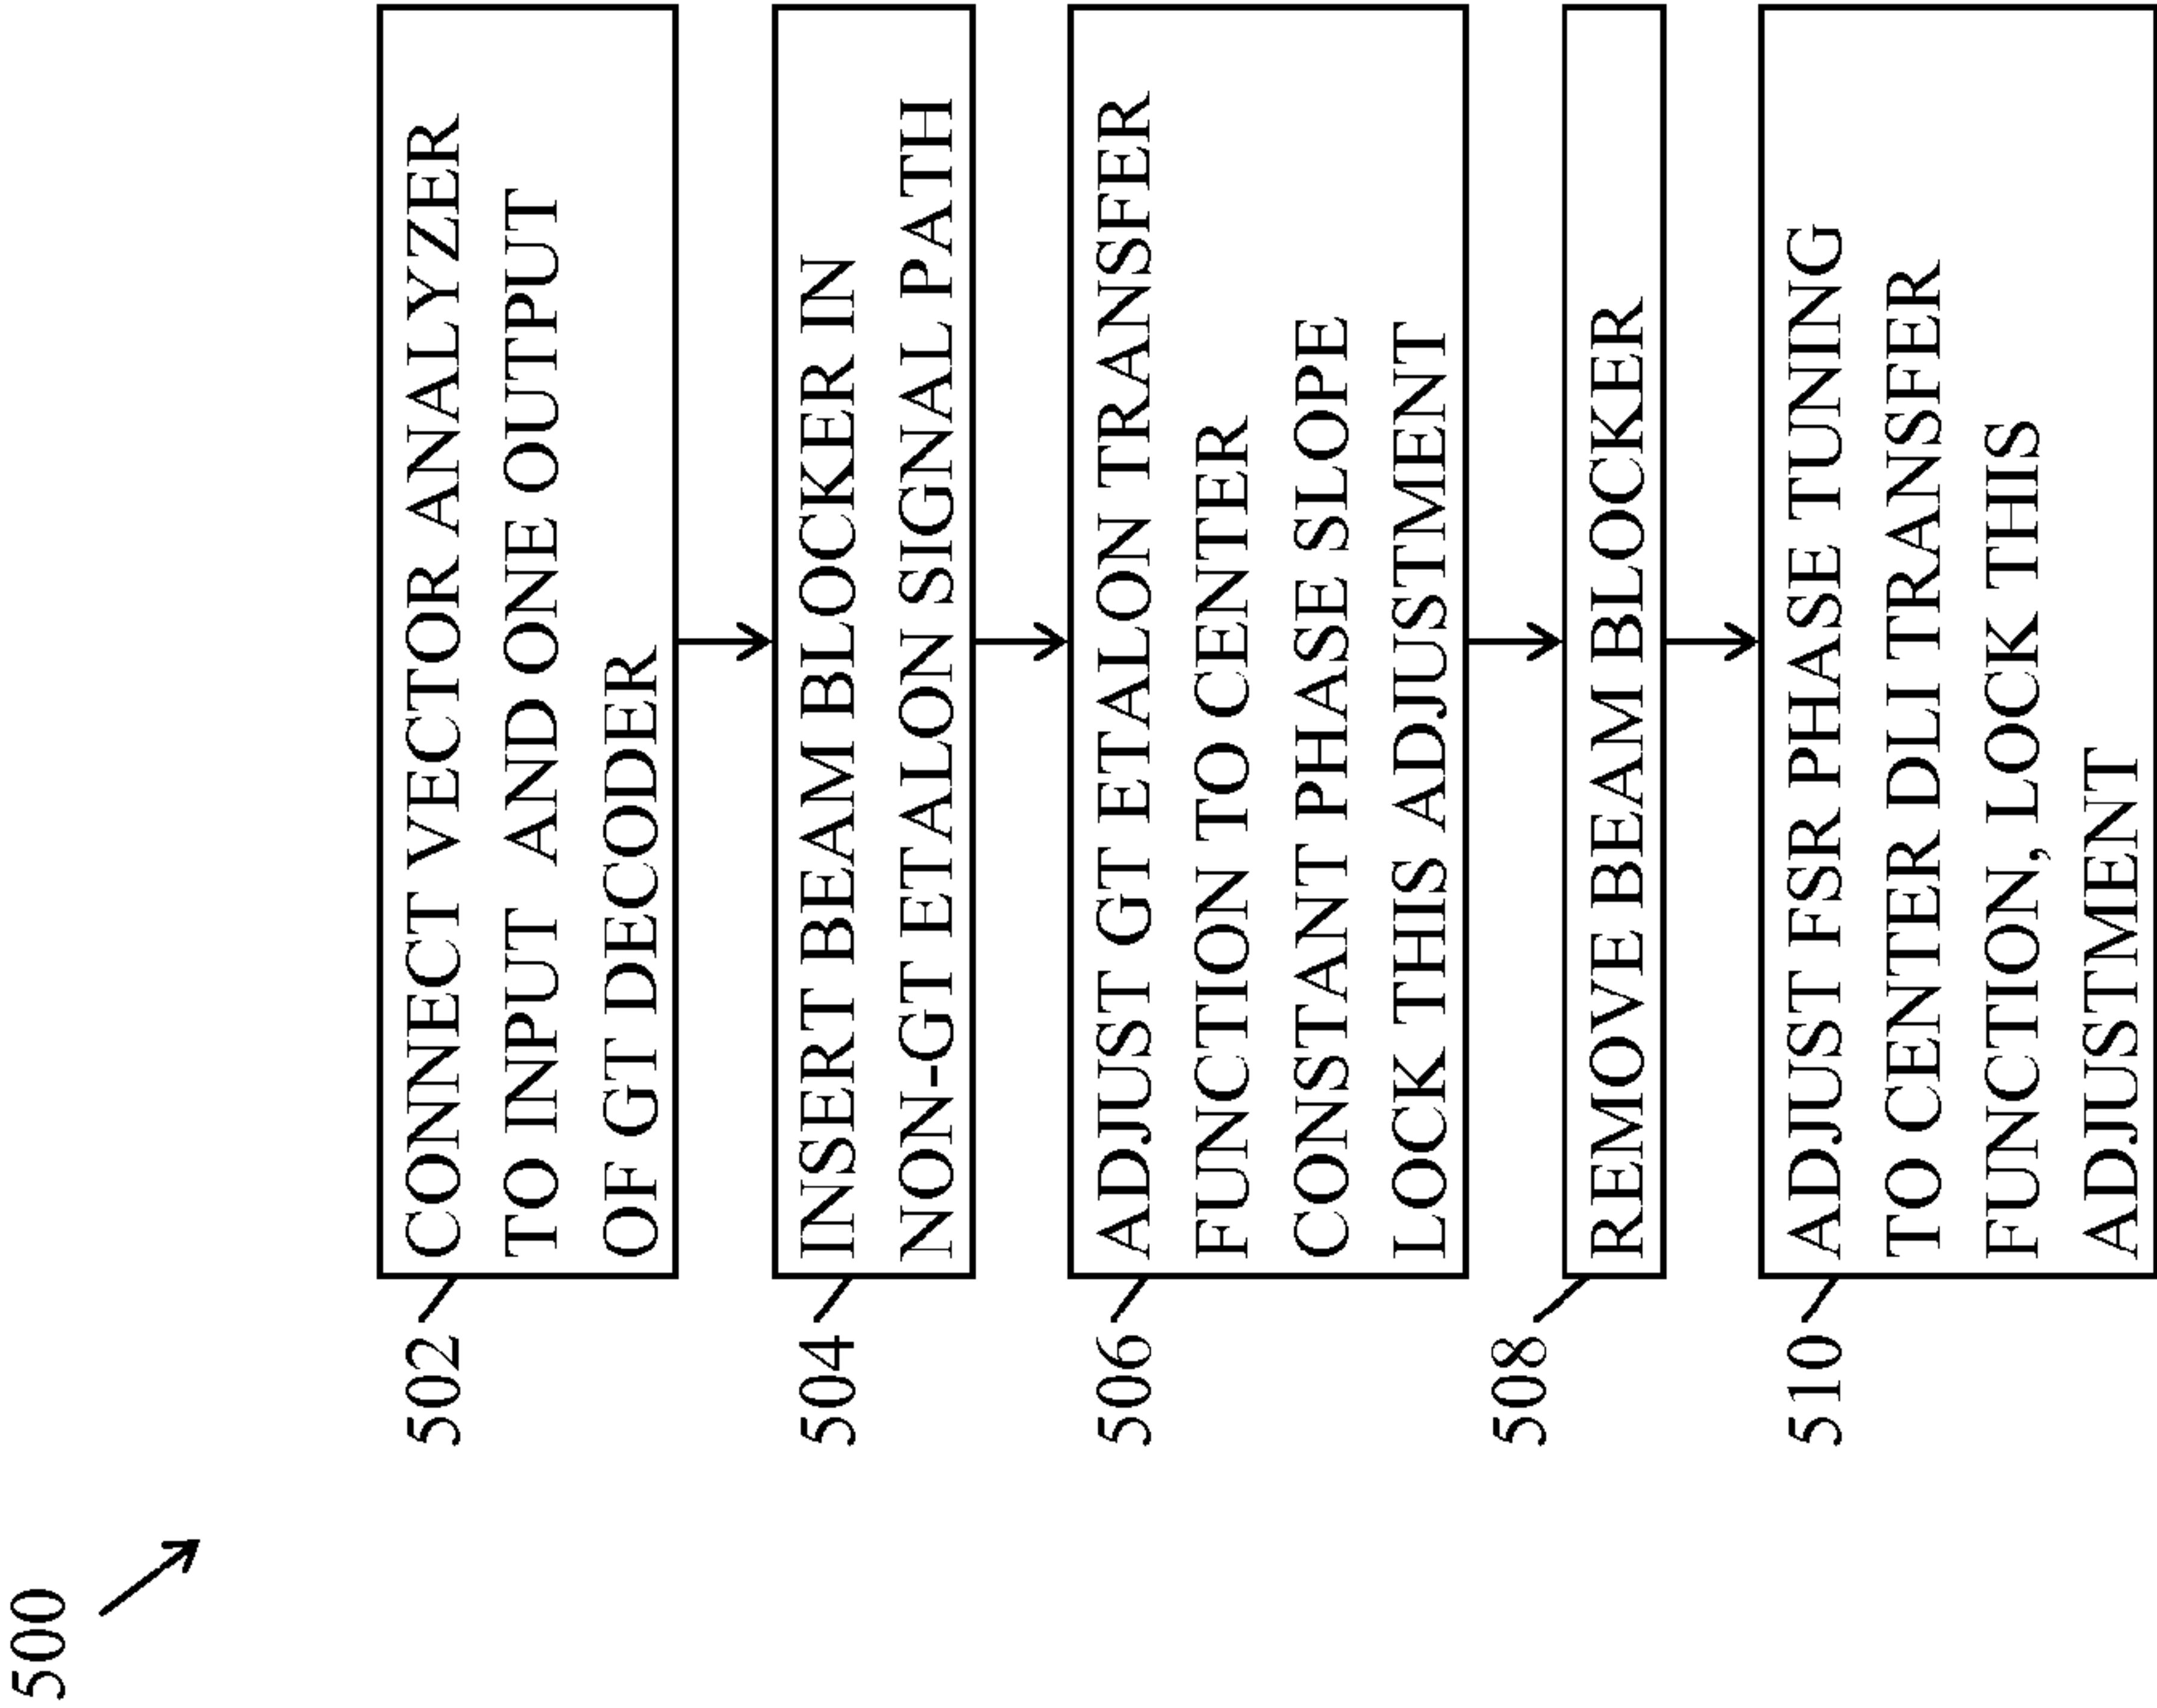 500
502
CONNECT VECTOR ANALYZER
TO INPUT AND ONE OUTPUT
OF GT DECODER
504
INSERT BEAM BLOCKER IN
NON-GT ETALON SIGNAL PATH
506
ADJUST GT ETALON TRANSFER
FUNCTION TO CENTER
CONSTANT PHASE SLOPE
LOCK THIS ADJUSTMENT
508
REMOVE BEAM BLOCKER
510
ADJUST FSR PHASE TUNING
TO CENTER DLI TRANSFER
FUNCTION, LOCK THIS
ADJUSTMENT